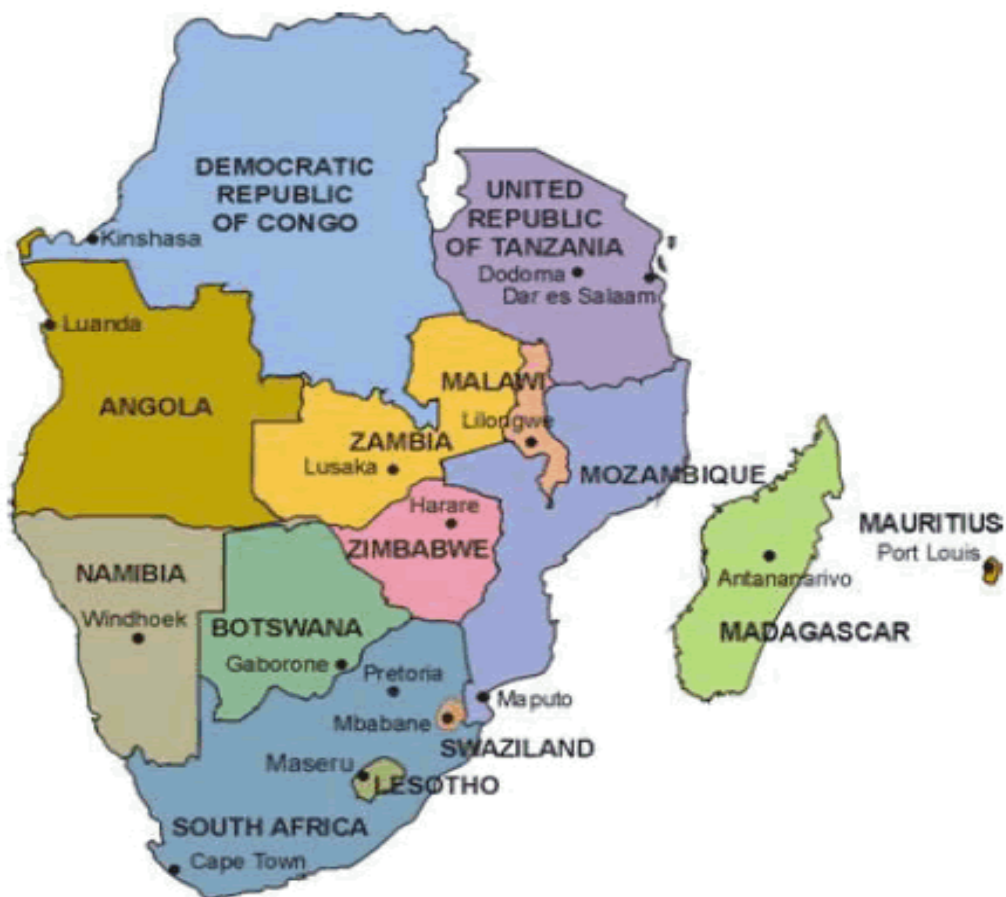 DEMOCRATIC
REPUBLIC
OF CONGO
UNITED
REPUBLIC
OF TANZANIA
Kinshasa
Dodoma
Dar es Salaam
Luanda
MALAWI
ANGOLA
Lilongwe
ZAMBIA
Lusaka
MOZAMBIQUE
Harare
MAURITIUS
ZIMBABWE
Port Louis
NAMIBIA
Antananarivo
Windhoek
BOTSWANA
MADAGASCAR
Gaborone
Pretoria
Maputo
Mbabane
SWAZILAND
Maseru
LESOTHO
SOUTH AFRICA
Cape Town